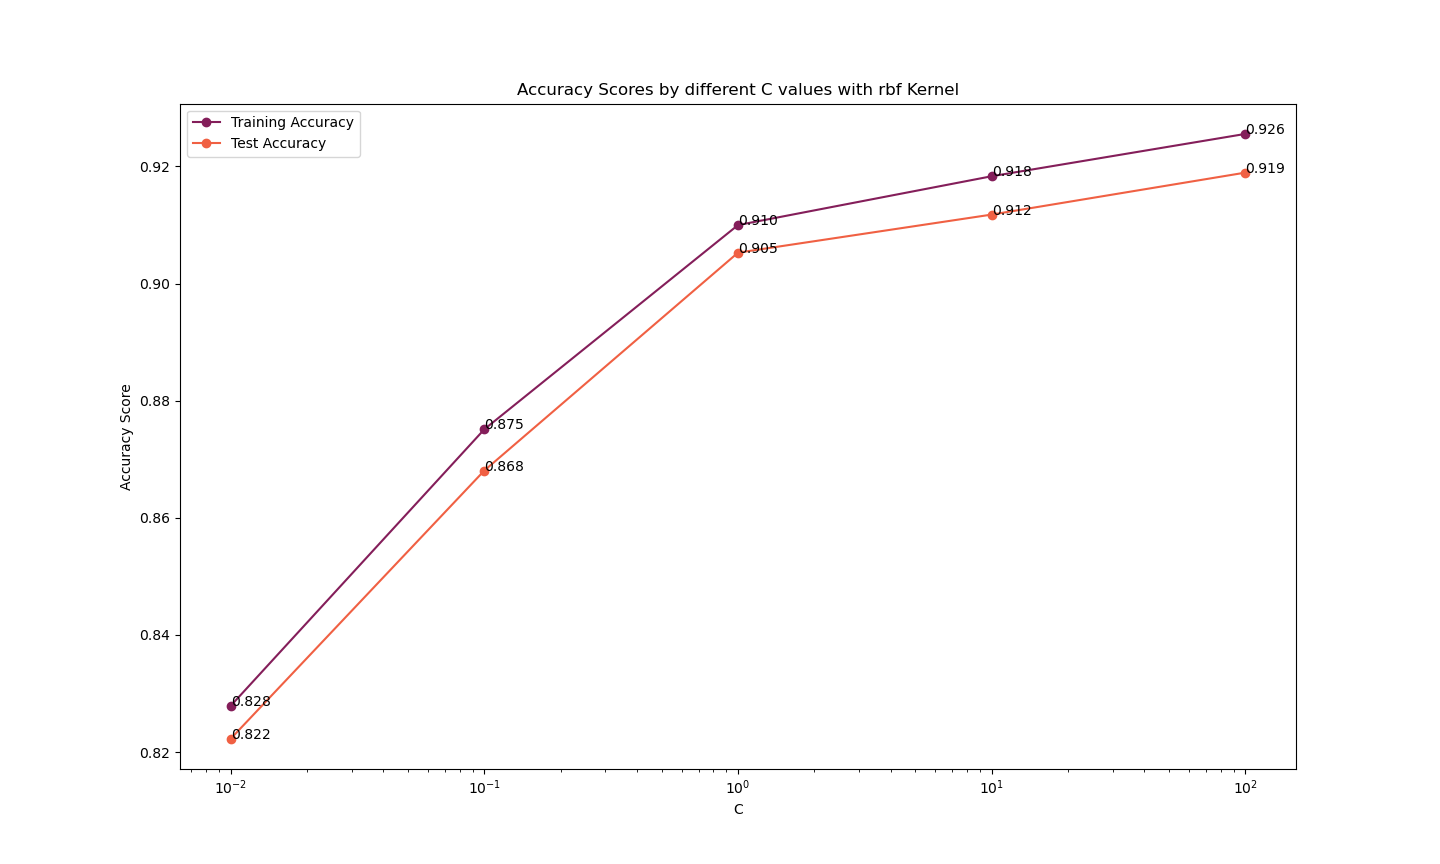 Accuracy Scores by different C values with rbf Kernel
Training Accuracy
Test Accuracy
0.926
0.919
0.918
0.912
0.910
0.905
0.875
0.868
0.828
0.822
Accuracy Score
0.92
0.90
0.88
0.86
0.84
0.82
10⁻² 10⁻¹ 10⁰ 10¹ 10²
C